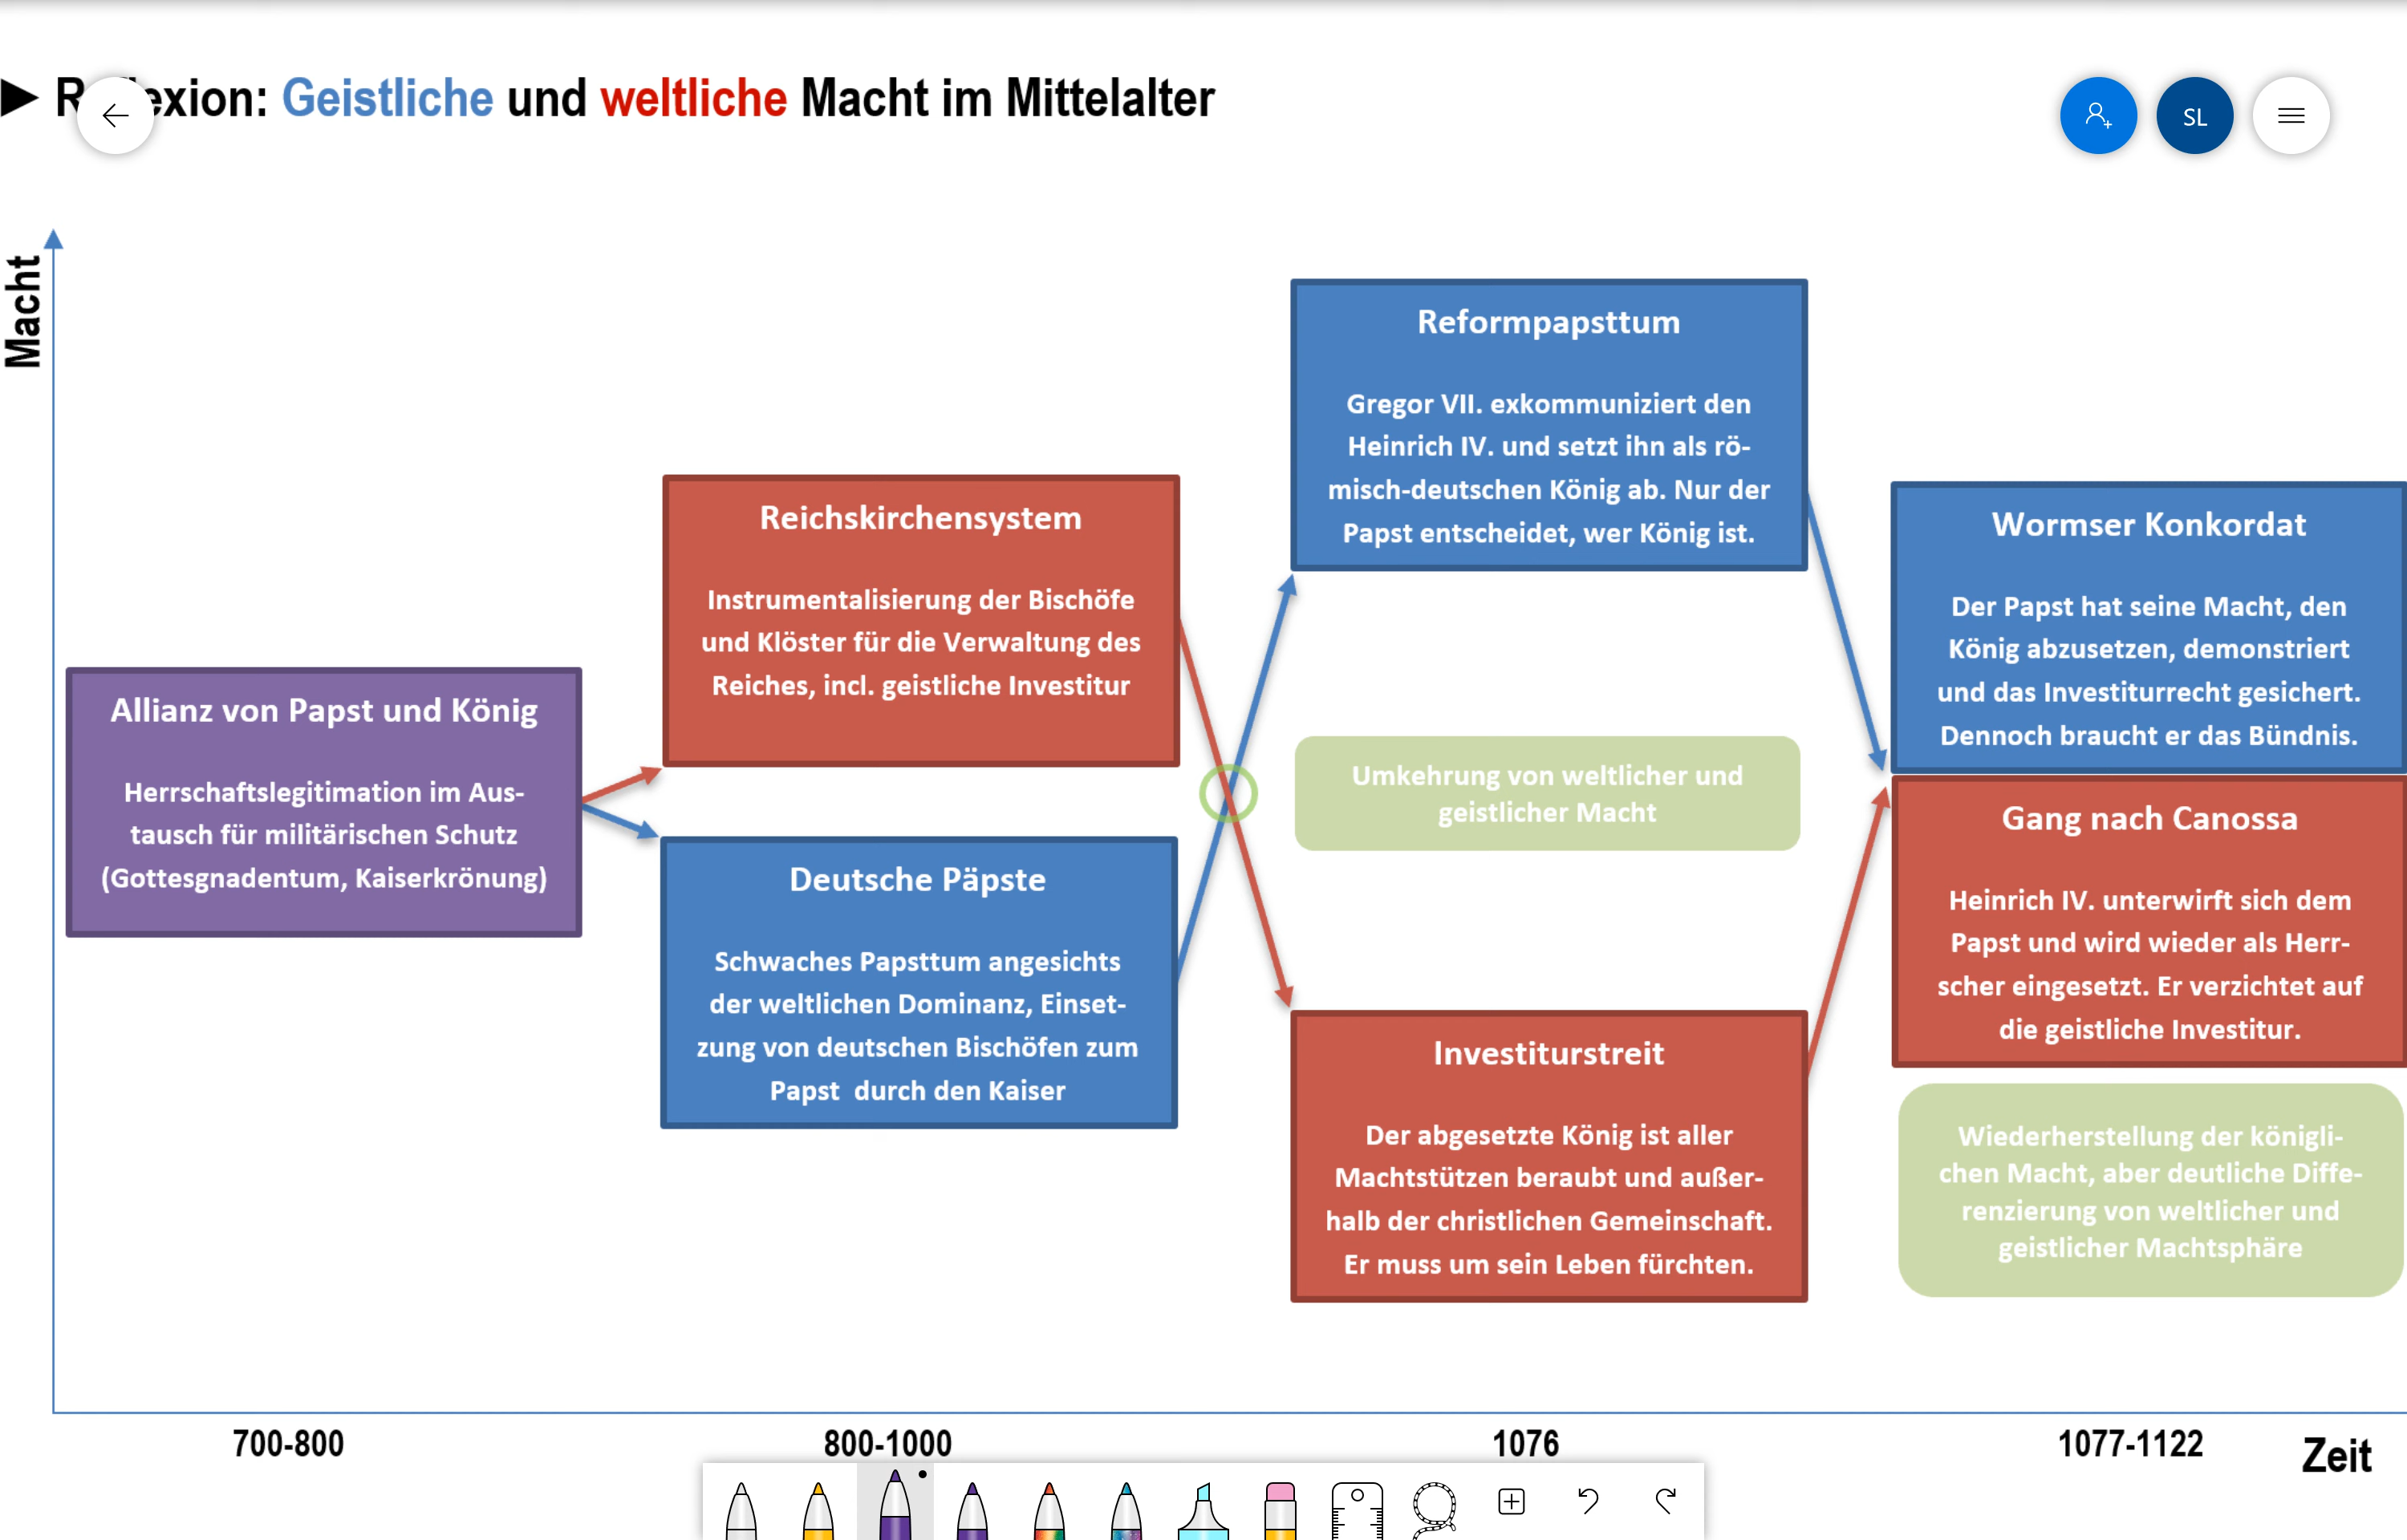 Reflexion: Geistliche und weltliche Macht im Mittelalter
SL
Macht
Allianz von Papst und König
Herrschaftslegitimation im Aus-
tausch für militärischen Schutz
(Gottesgnadentum, Kaiserkrönung)
Reichskirchensystem
Instrumentalisierung der Bischöfe
und Klöster für die Verwaltung des
Reiches, incl. geistliche Investitur
Deutsche Päpste
Schwaches Papsttum angesichts
der weltlichen Dominanz, Einset-
zung von deutschen Bischöfen zum
Papst durch den Kaiser
Reformpapsttum
Gregor VII. exkommuniziert den
Heinrich IV. und setzt ihn als rö-
misch-deutschen König ab. Nur der
Papst entscheidet, wer König ist.
Umkehrung von weltlicher und
geistlicher Macht
Investiturstreit
Der abgesetzte König ist aller
Machtstützen beraubt und außer-
halb der christlichen Gemeinschaft.
Er muss um sein Leben fürchten.
Wormser Konkordat
Der Papst hat seine Macht, den
König abzusetzen, demonstriert
und das Investiturrecht gesichert.
Dennoch braucht er das Bündnis.
Gang nach Canossa
Heinrich IV. unterwirft sich dem
Papst und wird wieder als Herr-
scher eingesetzt. Er verzichtet auf
die geistliche Investitur.
Wiederherstellung der königli-
chen Macht, aber deutliche Diffe-
renzierung von weltlicher und
geistlicher Machtsphäre
700-800
800-1000
1076
1077-1122
Zeit